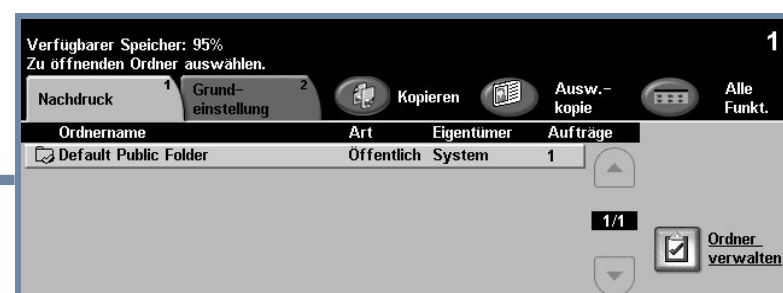 Verfügbarer Speicher: 95%
1
Zu öffnenden Ordner auswählen.
Nachdruck 1
Grund-
einstellung 2
Kopieren
Ausw.-
kopie
Alle
Funkt.
Ordnername Art Eigentümer Aufträge
Default Public Folder Öffentlich System 1
1/1
Ordner
verwalten